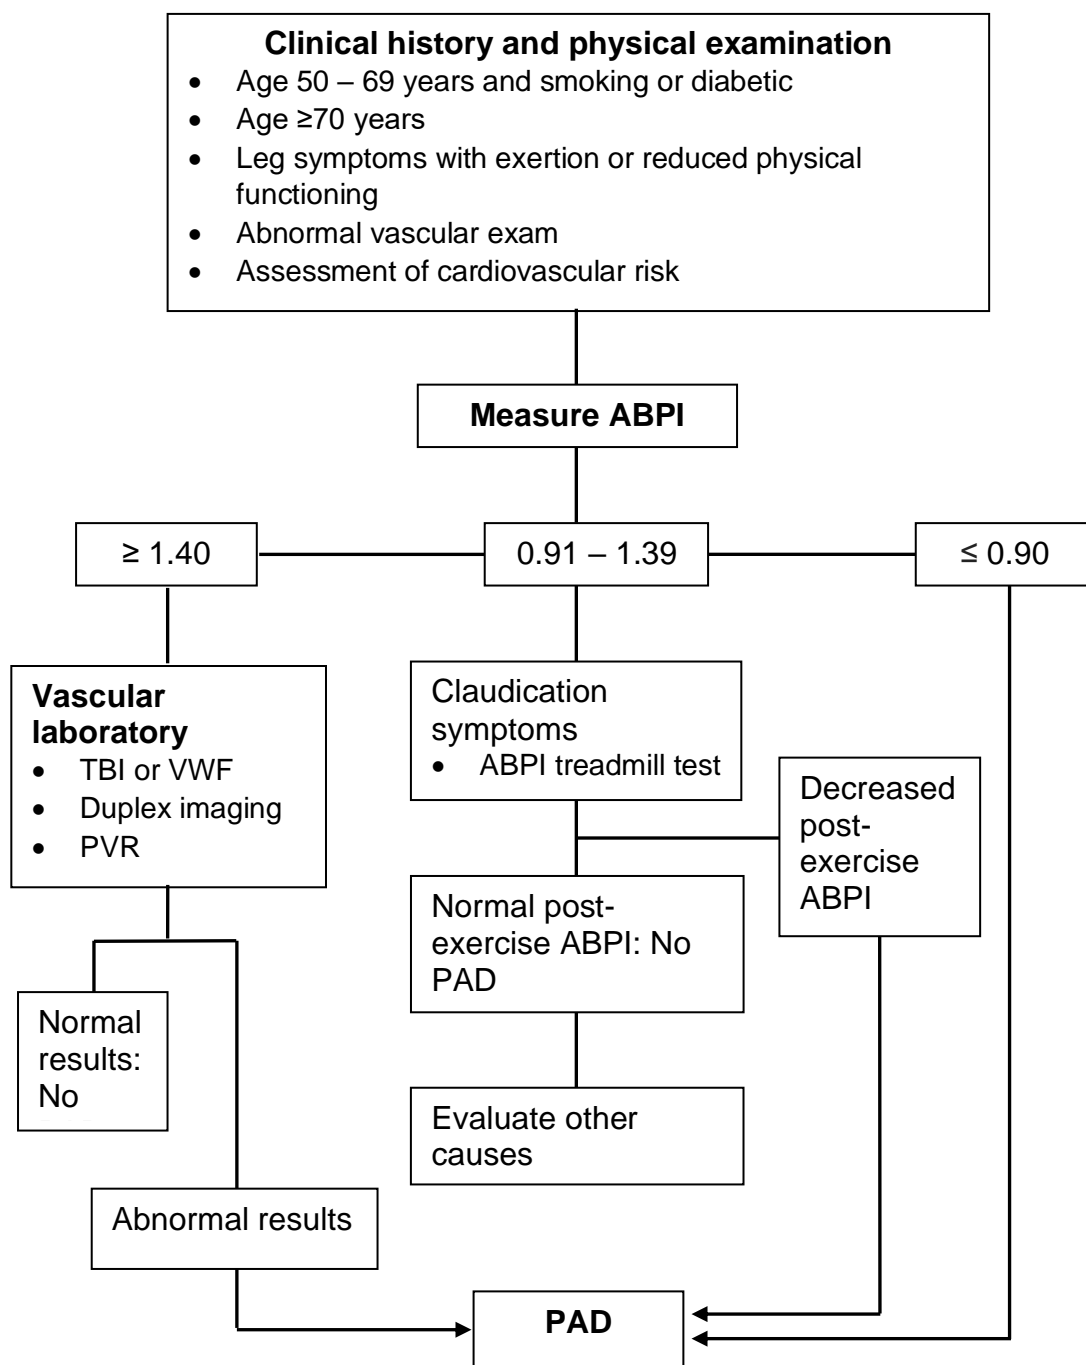 Clinical history and physical examination
• Age 50 – 69 years and smoking or diabetic
• Age ≥70 years
• Leg symptoms with exertion or reduced physical
functioning
• Abnormal vascular exam
• Assessment of cardiovascular risk
Measure ABPI
≥ 1.40
0.91 – 1.39
≤ 0.90
Vascular
laboratory
• TBI or VWF
• Duplex imaging
• PVR
Claudication
symptoms
• ABPI treadmill test
Decreased
post-
exercise
ABPI
Normal post-
exercise ABPI: No
PAD
Normal
results:
No
Evaluate other
causes
Abnormal results
PAD